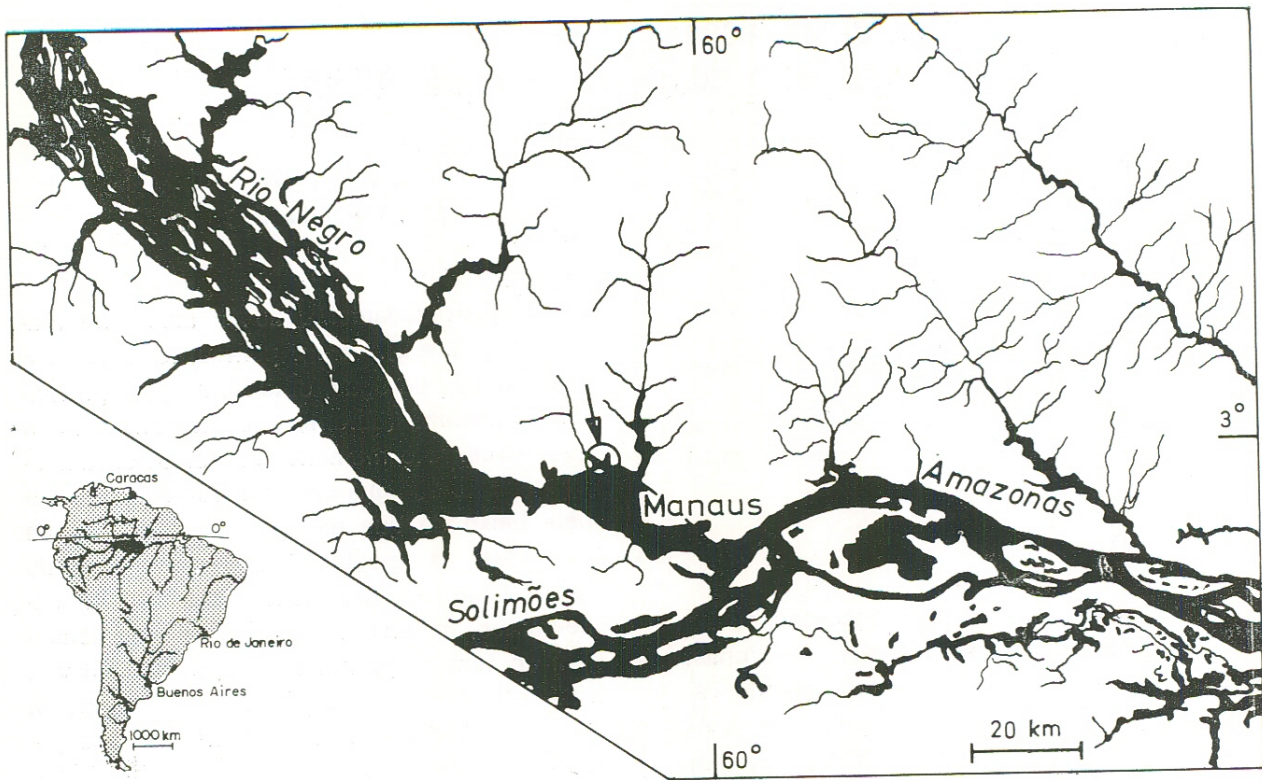 60°
Rio Negro
3°
Amazonas
Manaus
Caracas
0° 0°
Solimões
Rio de Janeiro
Buenos Aires
1000 km
20 km
60°